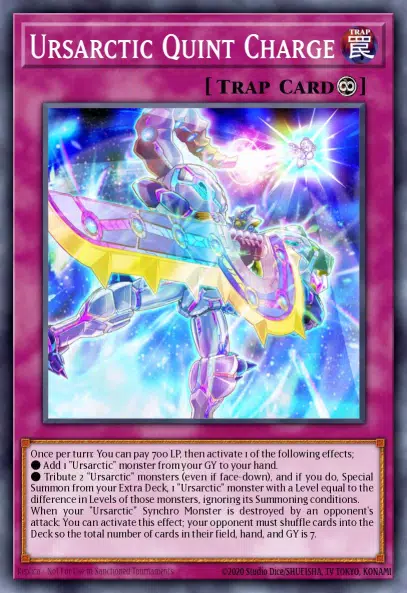 URSARCTIC QUINT CHARGE
TRAP
罠
[TRAP CARD∞]
Once per turn: You can pay 700 LP, then activate 1 of the following effects;
● Add 1 "Ursarctic" monster from your GY to your hand.
● Tribute 2 "Ursarctic" monsters (even if face-down), and if you do, Special
Summon from your Extra Deck, 1 "Ursarctic" monster with a Level equal to the
difference in Levels of those monsters, ignoring its Summoning conditions.
When your "Ursarctic" Synchro Monster is destroyed by an opponent's
attack: You can activate this effect; your opponent must shuffle cards into the
Deck so the total number of cards in their field, hand, and GY is 7.
Replica - Not For Use in Sanctioned Tournaments
©2020 Studio Dice/SHUEISHA, TV TOKYO, KONAMI